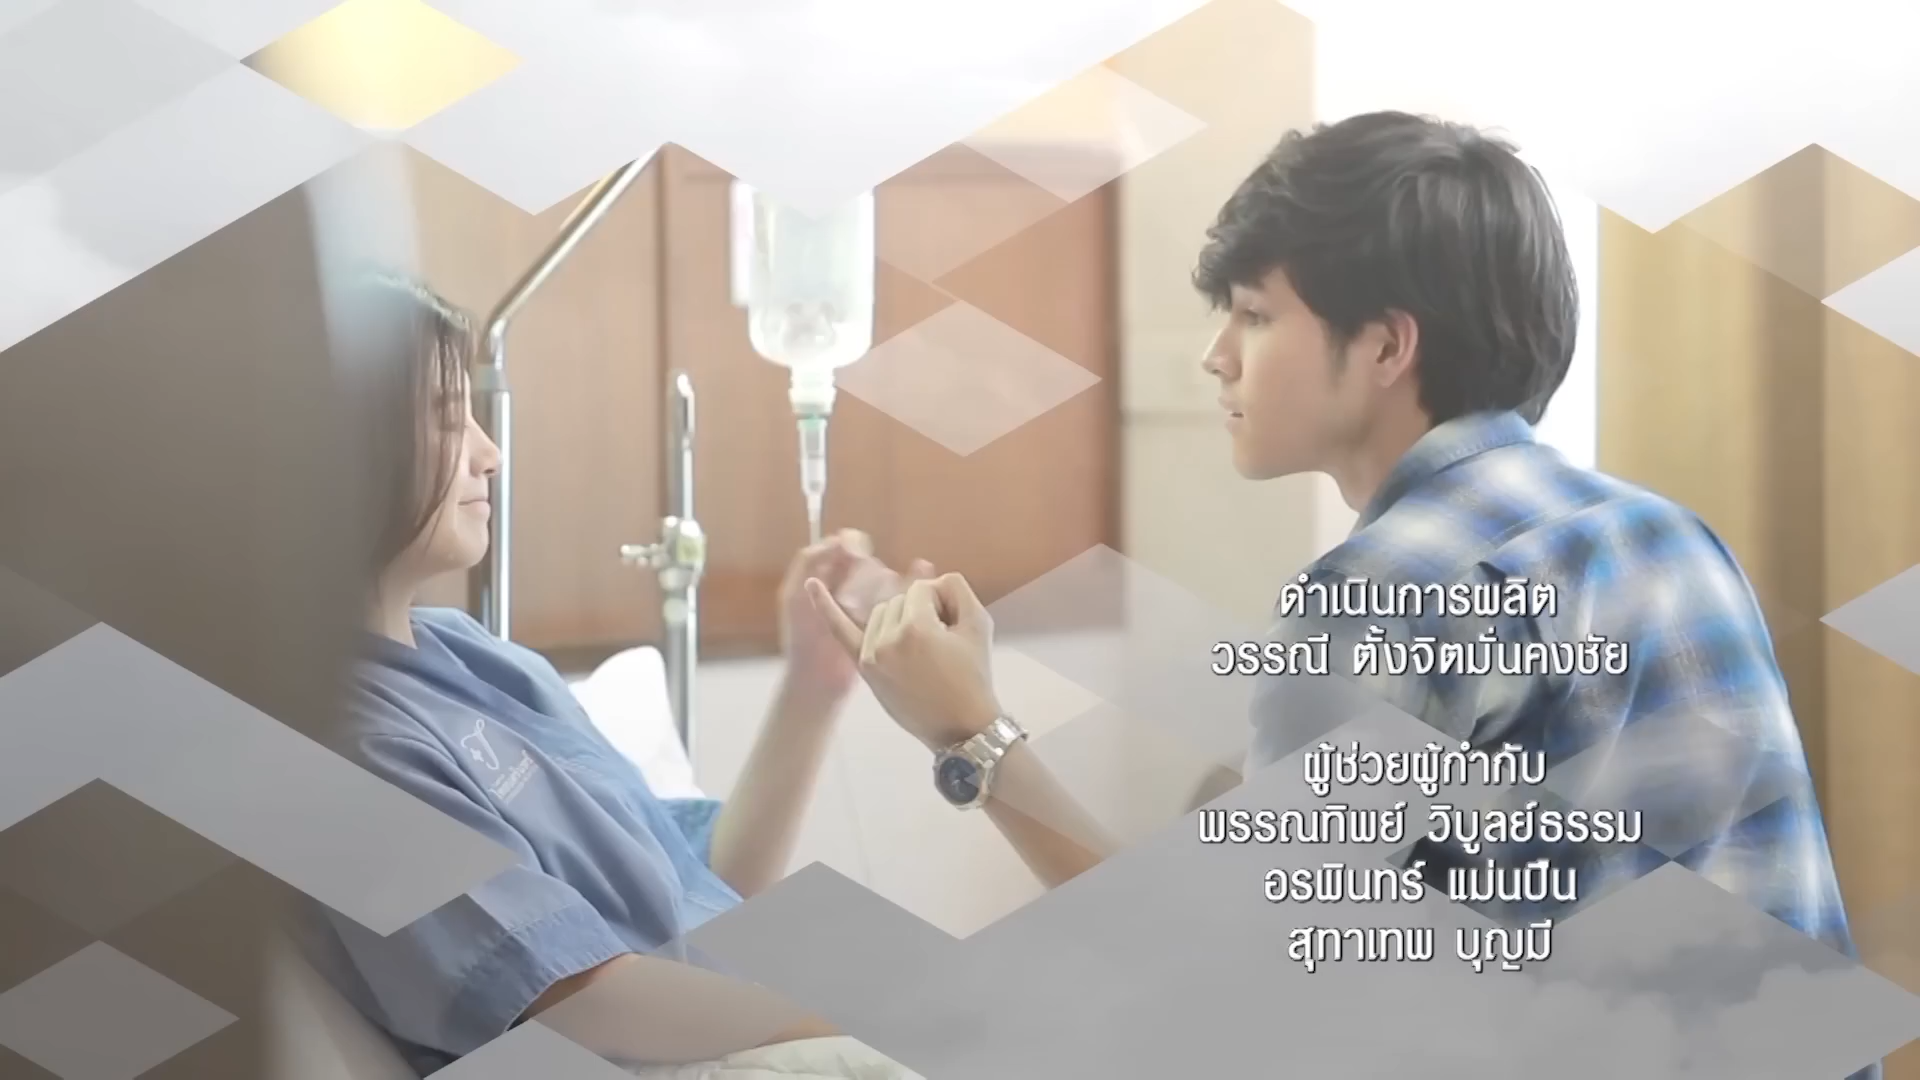 ดำเนินการผลิต
วรรณี ตั้งจิตมั่นคงชัย
ผู้ช่วยผู้กำกับ
พรรณทิพย์ วิบูลย์ธรรม
อรพินทร์ แม่นปืน
สุทาเทพ บุญมี